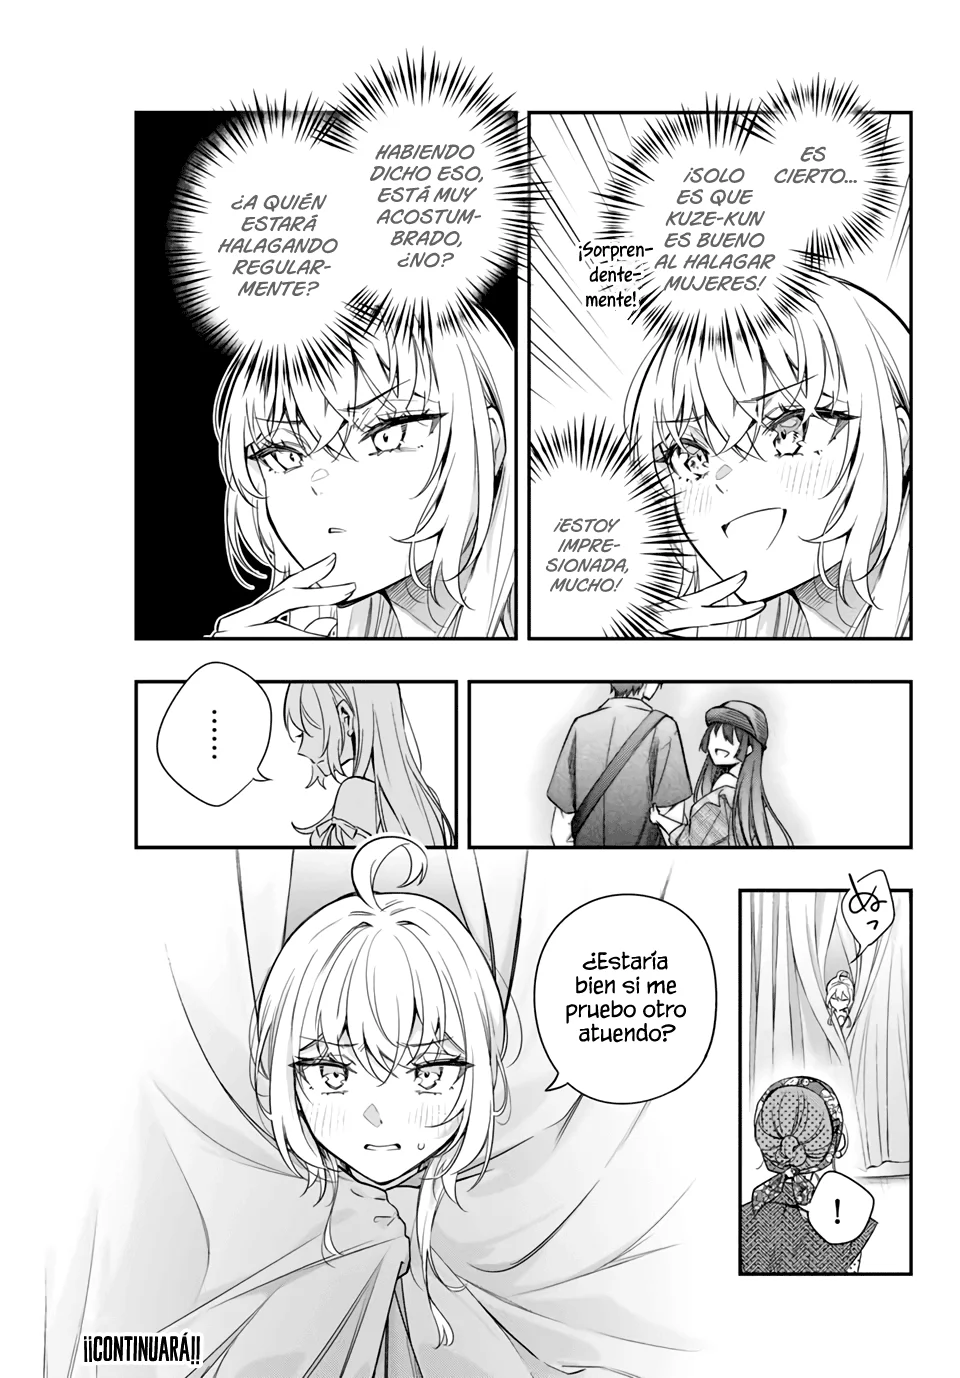 ES
CIERTO...
¡SOLO
ES QUE
KUZE-KUN
ES BUENO
AL HALAGAR
MUJERES!
¡Sorpren-
dente-
mente!
¡ESTOY
IMPRE-
SIONADA,
MUCHO!
HABIENDO
DICHO ESO,
ESTÁ MUY
ACOSTUM-
BRADO,
¿NO?
¿A QUIÉN
ESTARÁ
HALAGANDO
REGULAR-
MENTE?
......
ぬっ
!
¿Estaría
bien si me
pruebo otro
atuendo?
¡¡CONTINUARÁ!!